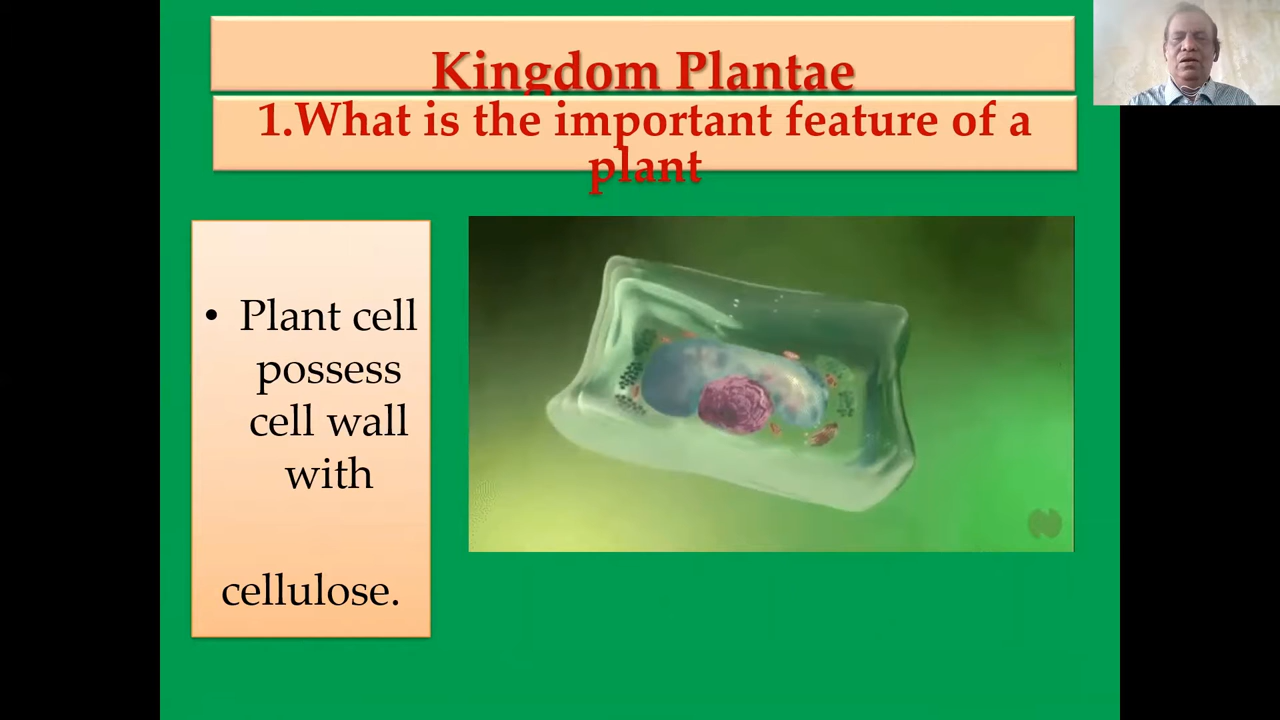 Kingdom Plantae
1.What is the important feature of a
plant
• Plant cell
possess
cell wall
with
cellulose.